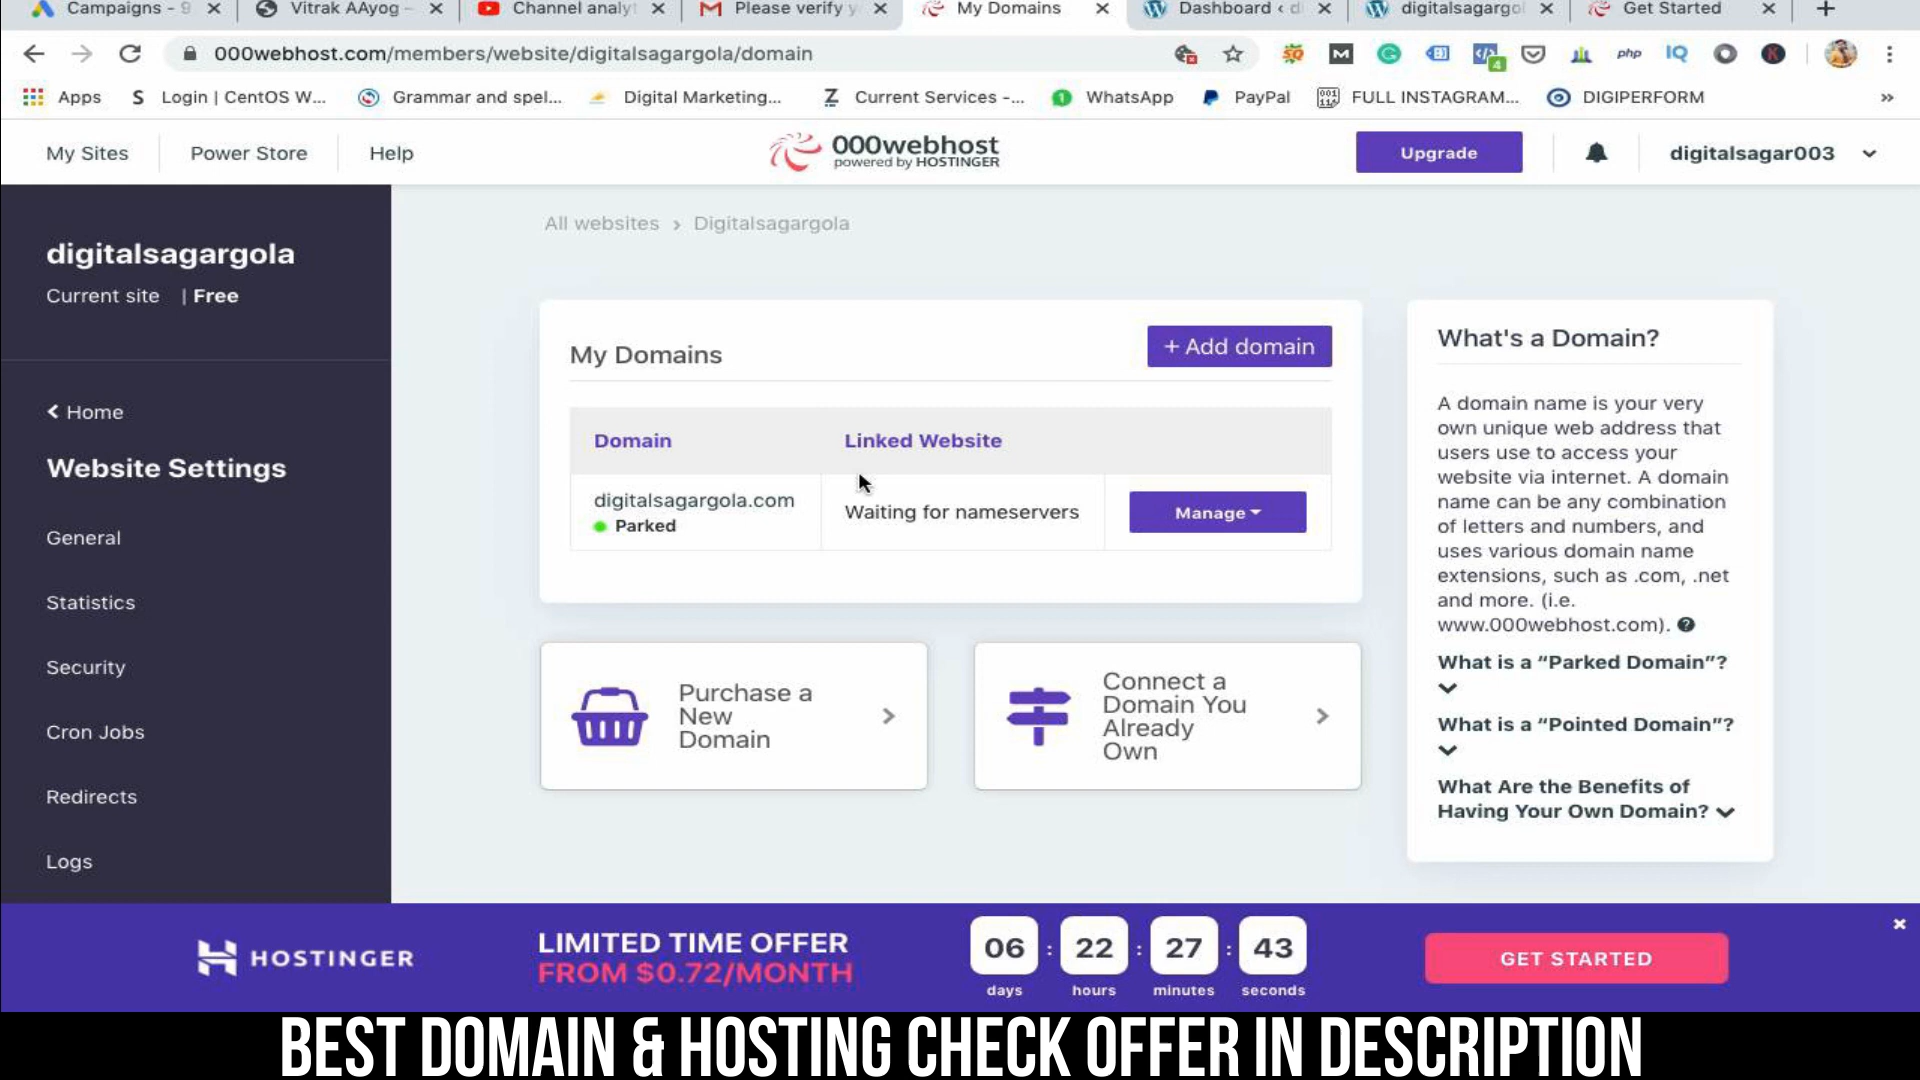 Campaigns - 9
Vitrak AAyog -
Channel analyt
Please verify y
My Domains
Dashboard ‹ di
digitalsagargo
Get Started
000webhost.com/members/website/digitalsagargola/domain
Apps
Login | CentOS W...
Grammar and spel...
Digital Marketing...
Current Services -...
WhatsApp
PayPal
FULL INSTAGRAM...
DIGIPERFORM
»
My Sites
Power Store
Help
000webhost
powered by HOSTINGER
Upgrade
digitalsagar003
digitalsagargola
Current site | Free
Home
Website Settings
General
Statistics
Security
Cron Jobs
Redirects
Logs
All websites › Digitalsagargola
My Domains
+ Add domain
Domain
Linked Website
digitalsagargola.com
Parked
Waiting for nameservers
Manage
Purchase a
New
Domain
Connect a
Domain You
Already
Own
What's a Domain?
A domain name is your very
own unique web address that
users use to access your
website via internet. A domain
name can be any combination
of letters and numbers, and
uses various domain name
extensions, such as .com, .net
and more. (i.e.
www.000webhost.com).
What is a “Parked Domain”?
What is a “Pointed Domain”?
What Are the Benefits of
Having Your Own Domain?
HOSTINGER
LIMITED TIME OFFER
FROM $0.72/MONTH
06 : 22 : 27 : 43
days hours minutes seconds
GET STARTED
BEST DOMAIN & HOSTING CHECK OFFER IN DESCRIPTION